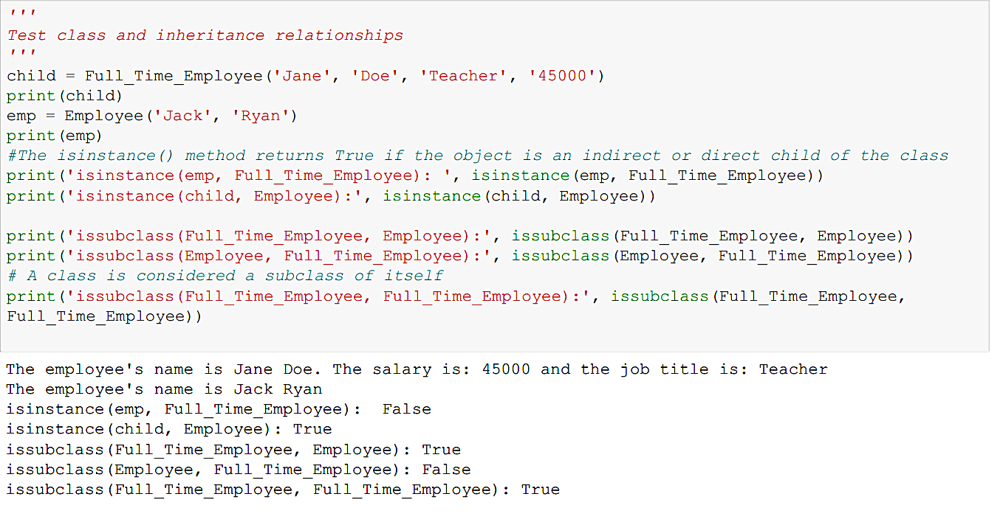 '''
Test class and inheritance relationships
'''
child = Full_Time_Employee('Jane', 'Doe', 'Teacher', '45000')
print(child)
emp = Employee('Jack', 'Ryan')
print(emp)
#The isinstance() method returns True if the object is an indirect or direct child of the class
print('isinstance(emp, Full_Time_Employee): ', isinstance(emp, Full_Time_Employee))
print('isinstance(child, Employee):', isinstance(child, Employee))

print('issubclass(Full_Time_Employee, Employee):', issubclass(Full_Time_Employee, Employee))
print('issubclass(Employee, Full_Time_Employee):', issubclass(Employee, Full_Time_Employee))
# A class is considered a subclass of itself
print('issubclass(Full_Time_Employee, Full_Time_Employee):', issubclass(Full_Time_Employee,
Full_Time_Employee))
The employee's name is Jane Doe. The salary is: 45000 and the job title is: Teacher
The employee's name is Jack Ryan
isinstance(emp, Full_Time_Employee):  False
isinstance(child, Employee): True
issubclass(Full_Time_Employee, Employee): True
issubclass(Employee, Full_Time_Employee): False
issubclass(Full_Time_Employee, Full_Time_Employee): True